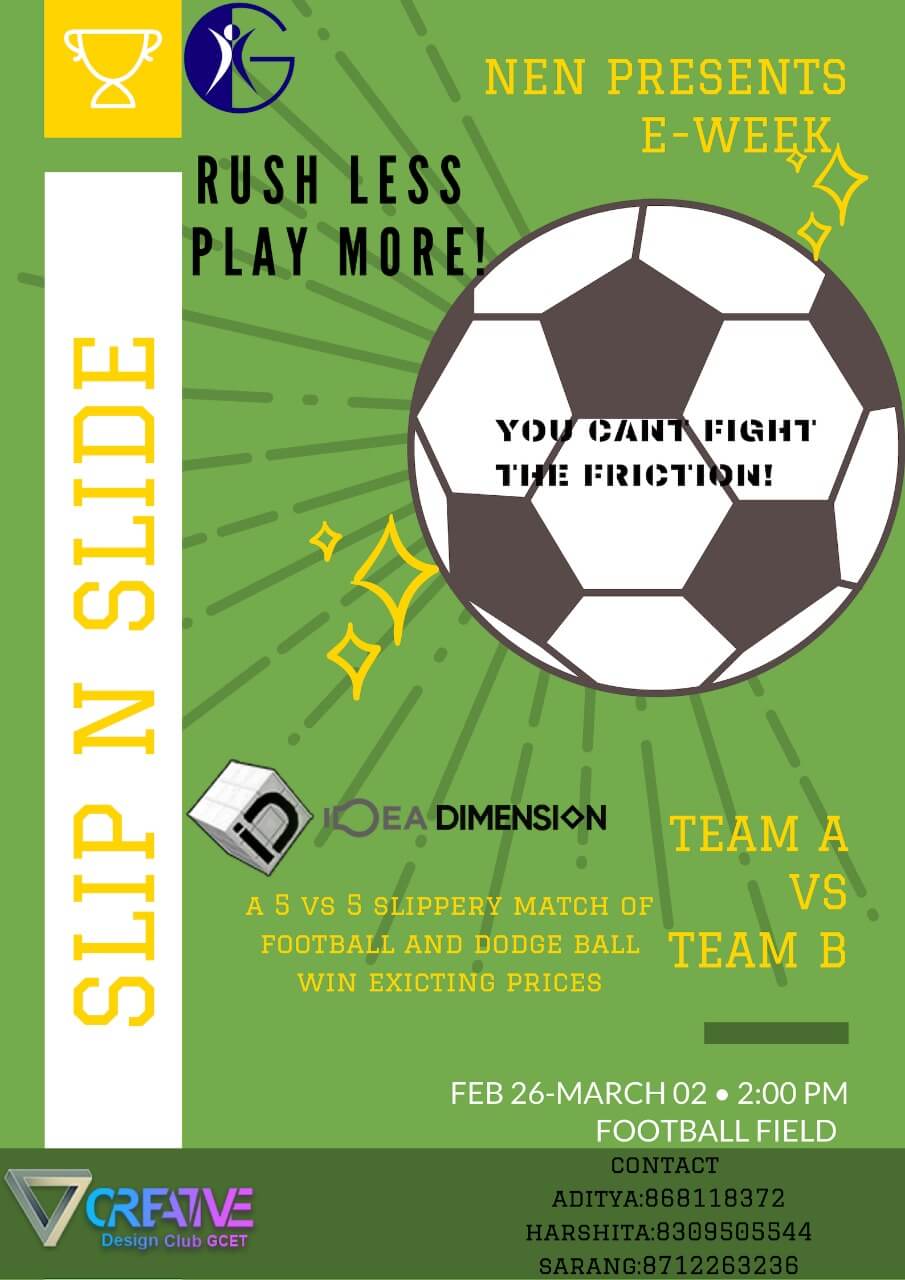 NEN PRESENTS
E-WEEK
RUSH LESS
PLAY MORE!
SLIP N SLIDE
YOU CANT FIGHT
THE FRICTION!
IDEA DIMENSION
A 5 VS 5 SLIPPERY MATCH OF
FOOTBALL AND DODGE BALL
WIN EXICTING PRICES
TEAM A
VS
TEAM B
FEB 26-MARCH 02 • 2:00 PM
FOOTBALL FIELD
CONTACT
ADITYA:868118372
HARSHITA:8309505544
SARANG:8712263236
CREATIVE
Design Club GCET